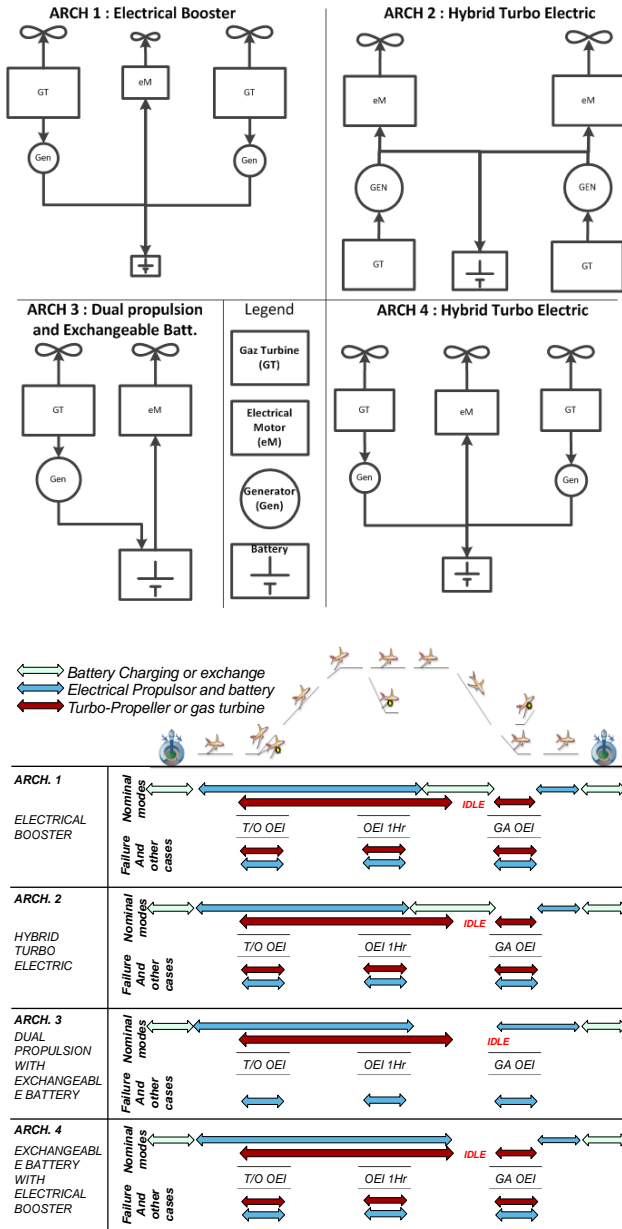 ARCH 1 : Electrical Booster
GT
eM
GT
Gen
Gen
ARCH 2 : Hybrid Turbo Electric
eM
eM
GEN
GEN
GT
GT
ARCH 3 : Dual propulsion
and Exchangeable Batt.
GT
eM
Gen
Legend
Gaz Turbine
(GT)
Electrical
Motor
(eM)
Generator
(Gen)
Battery
ARCH 4 : Hybrid Turbo Electric
GT
eM
GT
Gen
Gen
Battery Charging or exchange
Electrical Propulsor and battery
Turbo-Propeller or gas turbine
ARCH. 1
ELECTRICAL
BOOSTER
Nominal
modes
Failure
And
other
cases
IDLE
T/O OEI
OEI 1Hr
GA OEI
ARCH. 2
HYBRID
TURBO
ELECTRIC
Nominal
modes
Failure
And
other
cases
IDLE
T/O OEI
OEI 1Hr
GA OEI
ARCH. 3
DUAL
PROPULSION
WITH
EXCHANGEABL
E BATTERY
Nominal
modes
Failure
And
other
cases
IDLE
T/O OEI
OEI 1Hr
GA OEI
ARCH. 4
EXCHANGEABL
E BATTERY
WITH
ELECTRICAL
BOOSTER
Nominal
modes
Failure
And
other
cases
IDLE
T/O OEI
OEI 1Hr
GA OEI